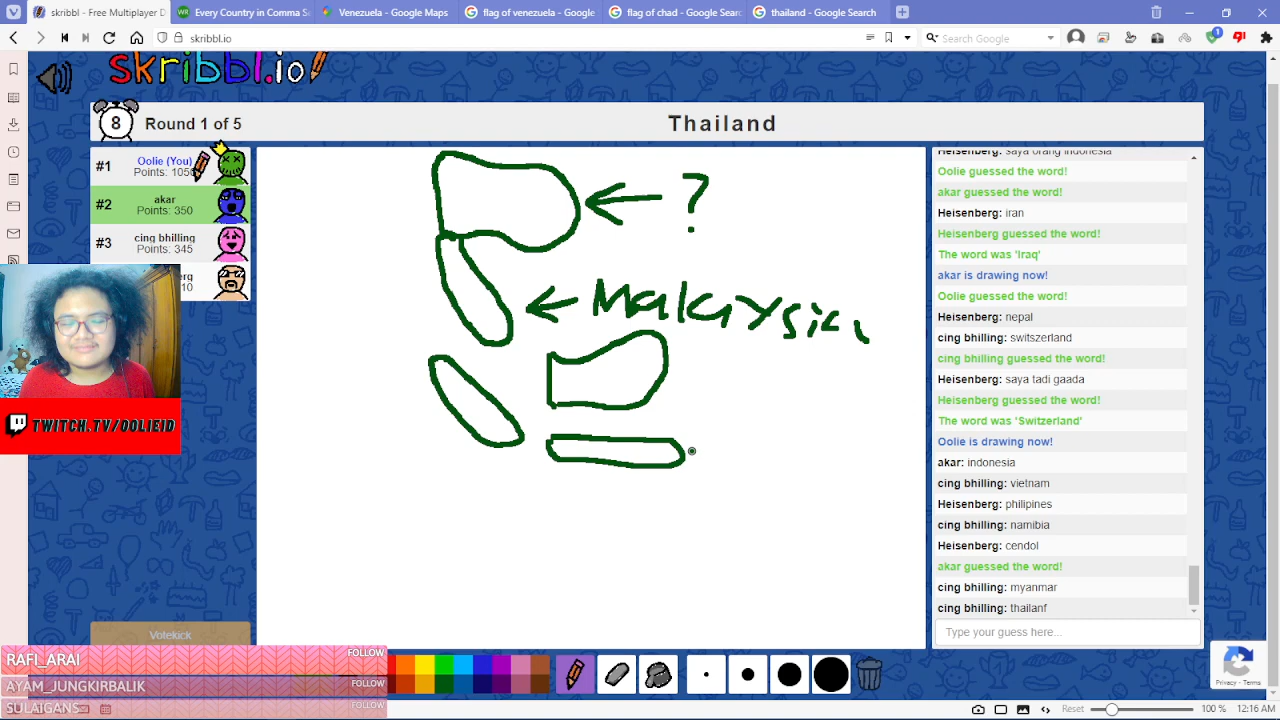 skribbl - Free Multiplayer D
Every Country in Comma S
Venezuela - Google Maps
flag of venezuela - Google
flag of chad - Google Searc
thailand - Google Search
skribbl.io
Search Google
skribbl.io
8
Round 1 of 5
Thailand
#1
Oolie (You)
Points: 1050
#2
akar
Points: 350
#3
cing bhilling
Points: 345
10
TWITCH.TV/OOLIEID
?
Malaysia
Heisenberg: saya orang indonesia
Oolie guessed the word!
akar guessed the word!
Heisenberg: iran
Heisenberg guessed the word!
The word was 'Iraq'
akar is drawing now!
Oolie guessed the word!
Heisenberg: nepal
cing bhilling: switszerland
cing bhilling guessed the word!
Heisenberg: saya tadi gaada
Heisenberg guessed the word!
The word was 'Switzerland'
Oolie is drawing now!
akar: indonesia
cing bhilling: vietnam
Heisenberg: philipines
cing bhilling: namibia
Heisenberg: cendol
akar guessed the word!
cing bhilling: myanmar
cing bhilling: thailanf
Type your guess here...
Votekick
RAFI_ARAI
FOLLOW
AYAM_JUNGKIRBALIK
FOLLOW
SULAIGANS
FOLLOW
Privacy - Terms
Reset
100 %
12:16 AM